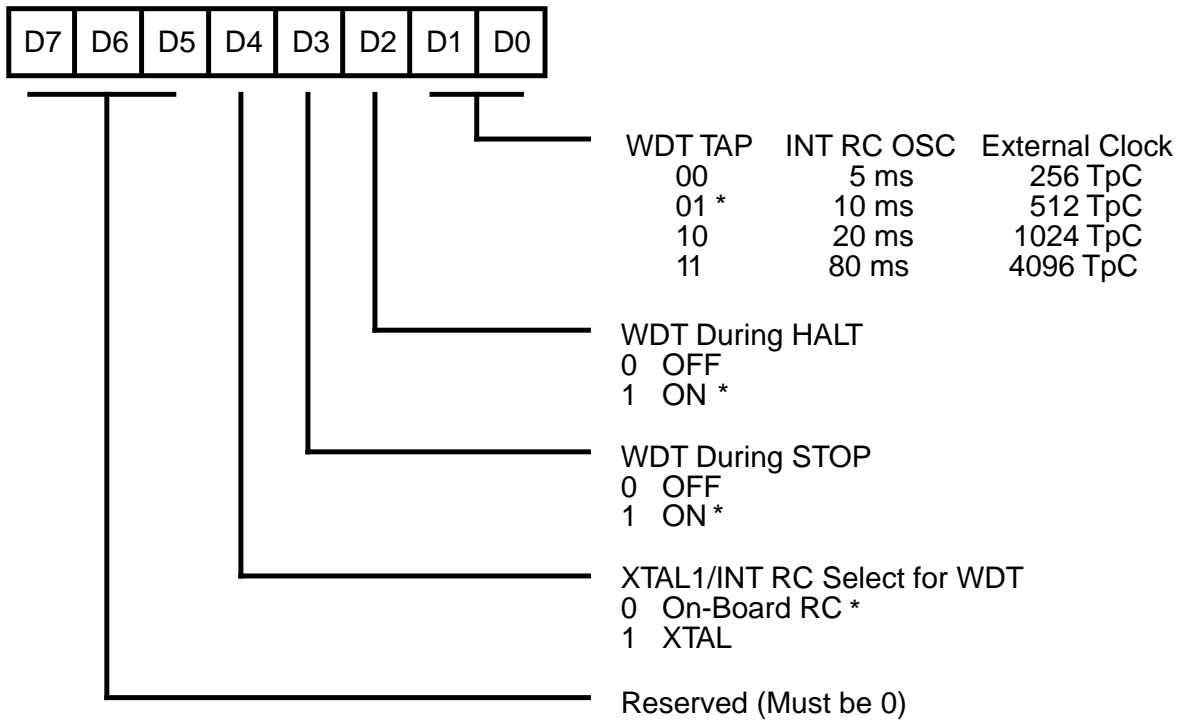 D7 D6 D5 D4 D3 D2 D1 D0
WDT TAP INT RC OSC External Clock
00 5 ms 256 TpC
01 * 10 ms 512 TpC
10 20 ms 1024 TpC
11 80 ms 4096 TpC
WDT During HALT
0 OFF
1 ON *
WDT During STOP
0 OFF
1 ON *
XTAL1/INT RC Select for WDT
0 On-Board RC *
1 XTAL
Reserved (Must be 0)